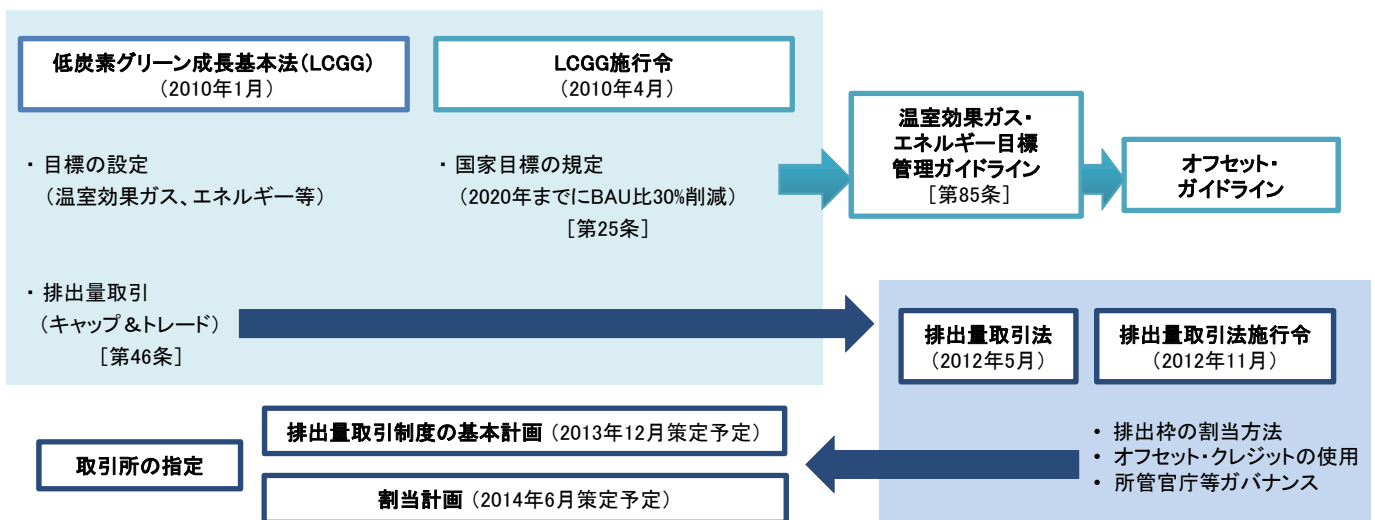 低炭素グリーン成長基本法(LCGG)
(2010年1月)
・ 目標の設定
(温室効果ガス、エネルギー等)
・ 排出量取引
(キャップ&トレード)
[第46条]
LCGG施行令
(2010年4月)
・ 国家目標の規定
(2020年までにBAU比30%削減)
[第25条]
温室効果ガス・
エネルギー目標
管理ガイドライン
[第85条]
オフセット・
ガイドライン
排出量取引法
(2012年5月)
排出量取引法施行令
(2012年11月)
• 排出枠の割当方法
• オフセット・クレジットの使用
• 所管官庁等ガバナンス
排出量取引制度の基本計画 (2013年12月策定予定)
割当計画 (2014年6月策定予定)
取引所の指定